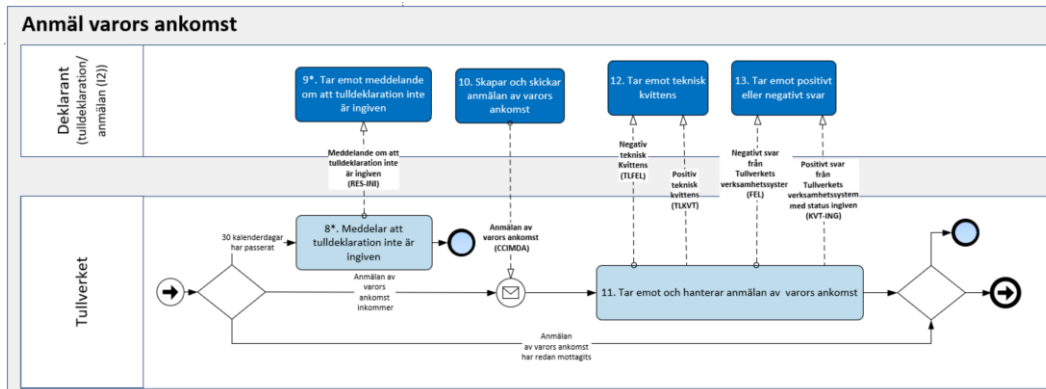 Anmäl varors ankomst
Deklarant
(tulldeklaration/
anmälan (I2))
9*. Tar emot meddelande
om att tulldeklaration inte
är ingiven
10. Skapar och skickar
anmälan av varors
ankomst
12. Tar emot teknisk
kvittens
13. Tar emot positivt
eller negativt svar
Meddelande om att
tulldeklaration inte
är ingiven
(RES-INI)
Anmälan av
varors ankomst
(CCIMDA)
Negativ
teknisk
Kvittens
(TLFEL)
Positiv
teknisk
kvittens
(TLKVT)
Negativt svar
från
Tullverkets
verksamhetssyster
(FEL)
Positivt svar
från
Tullverkets
verksamhetssystem
med status ingiven
(KVT-ING)
Tullverket
30 kalenderdagar
har passerat
8*. Meddelar att
tulldeklaration inte är
ingiven
Anmälan av
varors
ankomst
inkommer
11. Tar emot och hanterar anmälan av varors ankomst
Anmälan
av varors ankomst
har redan mottagits